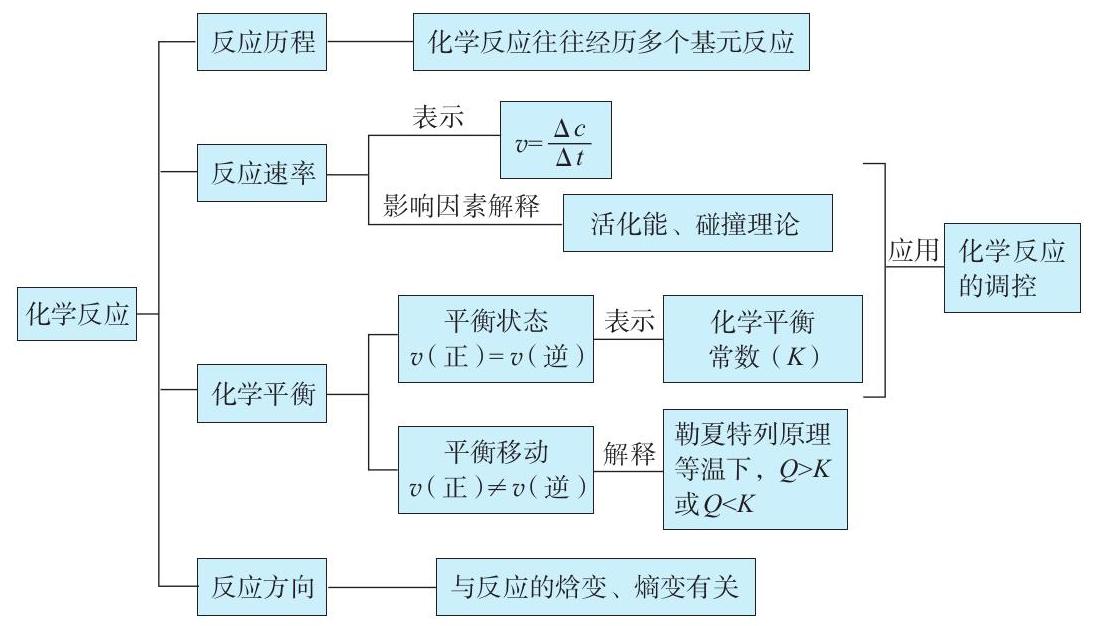 反应历程
化学反应往往经历多个基元反应
反应速率
表示
v=Δc/Δt
影响因素解释
活化能、碰撞理论
应用
化学反应
的调控
化学反应
化学平衡
平衡状态
v(正)=v(逆)
表示
化学平衡
常数(K)
平衡移动
v(正)≠v(逆)
解释
勒夏特列原理
等温下，Q>K
或Q<K
反应方向
与反应的焓变、熵变有关